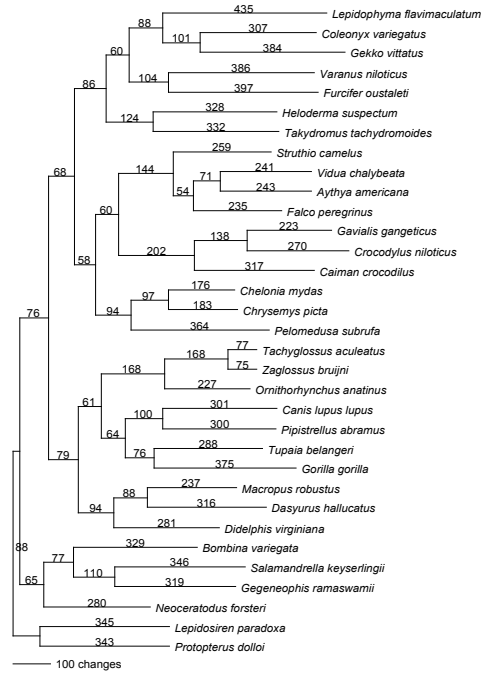 435 Lepidophyma flavimaculatum
88
307 Coleonyx variegatus
101
60
384 Gekko vittatus
386 Varanus niloticus
104
86
397 Furcifer oustaleti
328 Heloderma suspectum
124
332 Takydromus tachydromoides
259 Struthio camelus
144
68
241 Vidua chalybeata
71
54
243 Aythya americana
60
235 Falco peregrinus
223 Gavialis gangeticus
138
202
270 Crocodylus niloticus
58
317 Caiman crocodilus
176 Chelonia mydas
97
183 Chrysemys picta
94
76
364 Pelomedusa subrufa
77 Tachyglossus aculeatus
168
168
75 Zaglossus bruijni
227 Ornithorhynchus anatinus
61
301 Canis lupus lupus
100
300 Pipistrellus abramus
64
288 Tupaia belangeri
76
79
375 Gorilla gorilla
237 Macropus robustus
88
94
316 Dasyurus hallucatus
281 Didelphis virginiana
88
329 Bombina variegata
77
346 Salamandrella keyserlingii
110
65
319 Gegeneophis ramaswamii
280 Neoceratodus forsteri
345 Lepidosiren paradoxa
343 Protopterus dolloi
100 changes